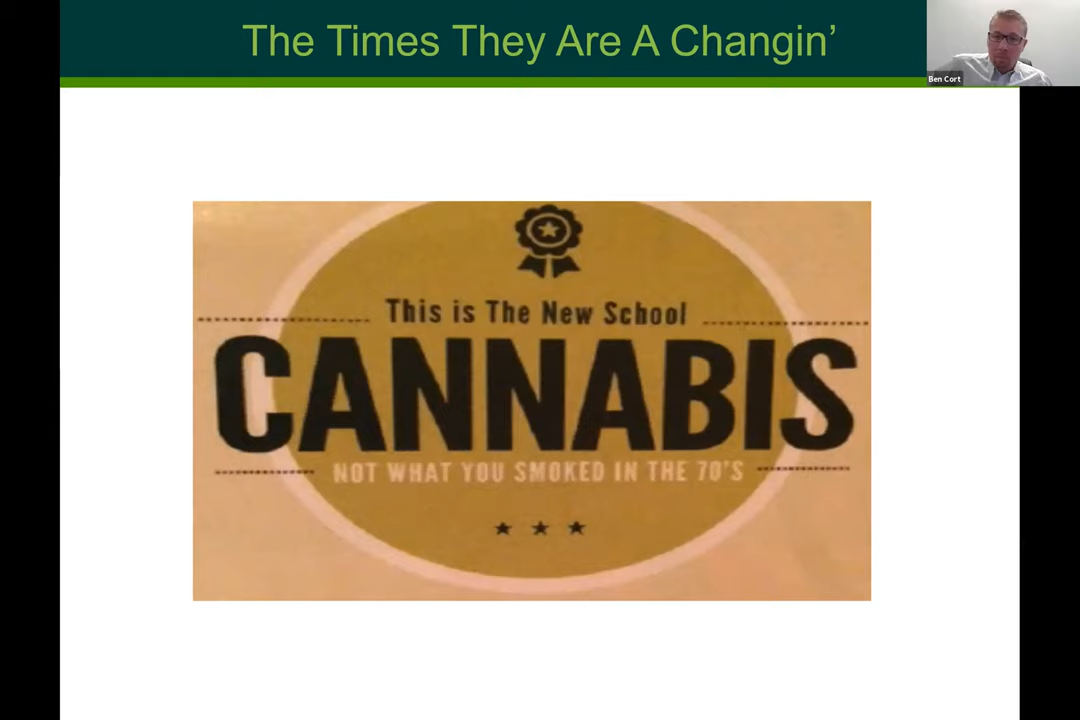 The Times They Are A Changin’
Ben Cort
This is The New School
CANNABIS
NOT WHAT YOU SMOKED IN THE 70'S